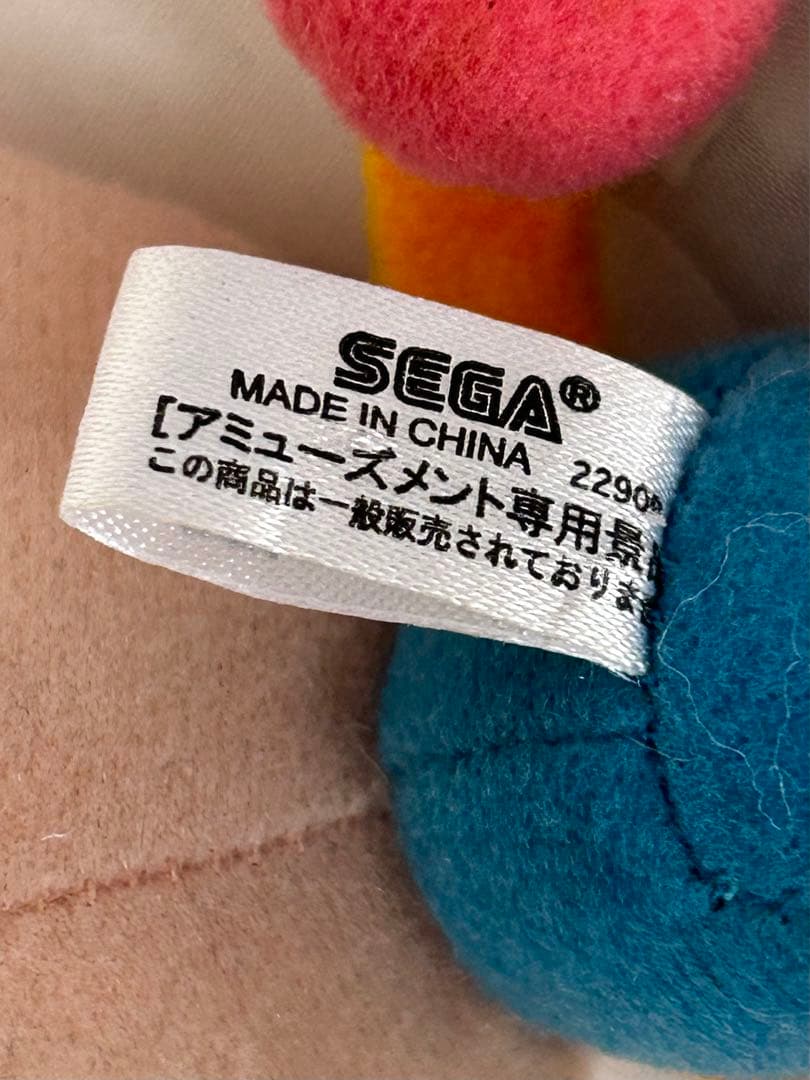 SEGA®
MADE IN CHINA 2290
[アミューズメント専用景
この商品は一般販売されておりま